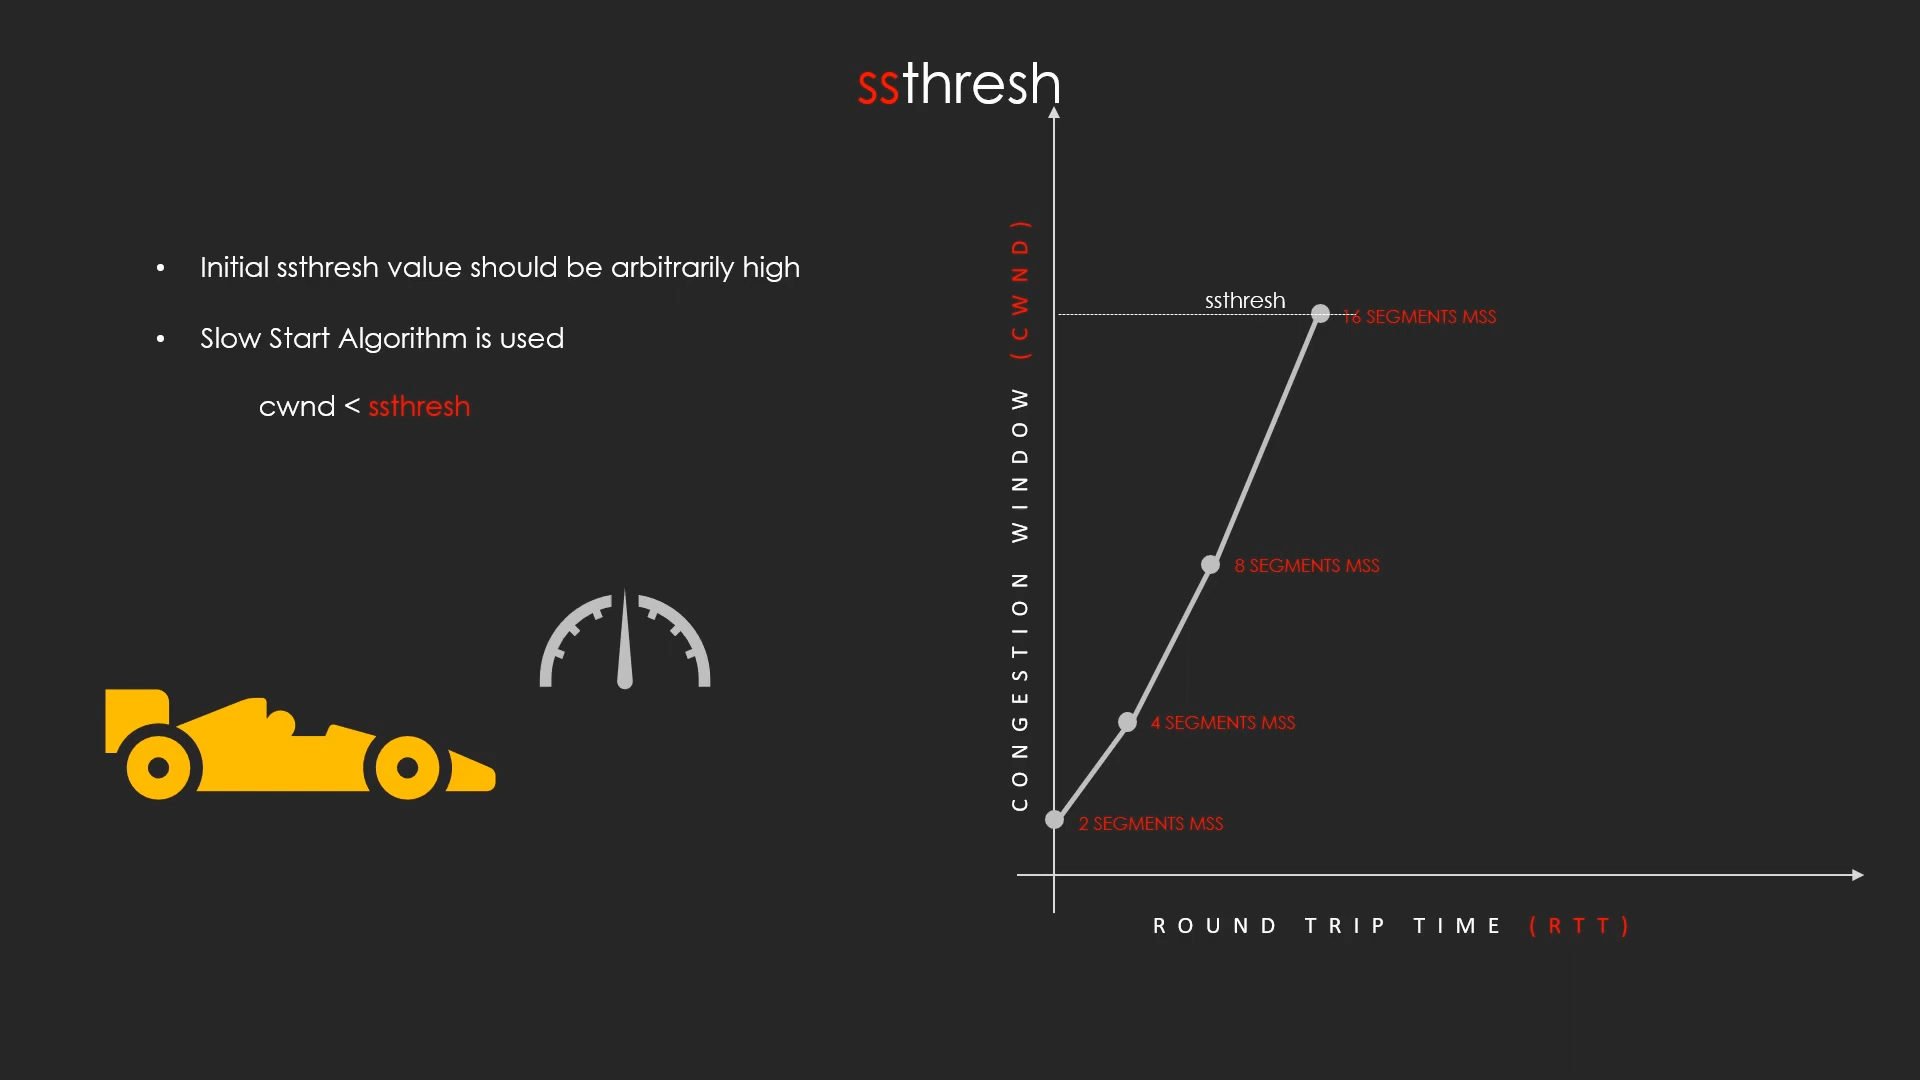 ssthresh
• Initial ssthresh value should be arbitrarily high
• Slow Start Algorithm is used
cwnd < ssthresh
CONGESTION WINDOW (CWND)
ssthresh
16 SEGMENTS MSS
8 SEGMENTS MSS
4 SEGMENTS MSS
2 SEGMENTS MSS
ROUND TRIP TIME (RTT)